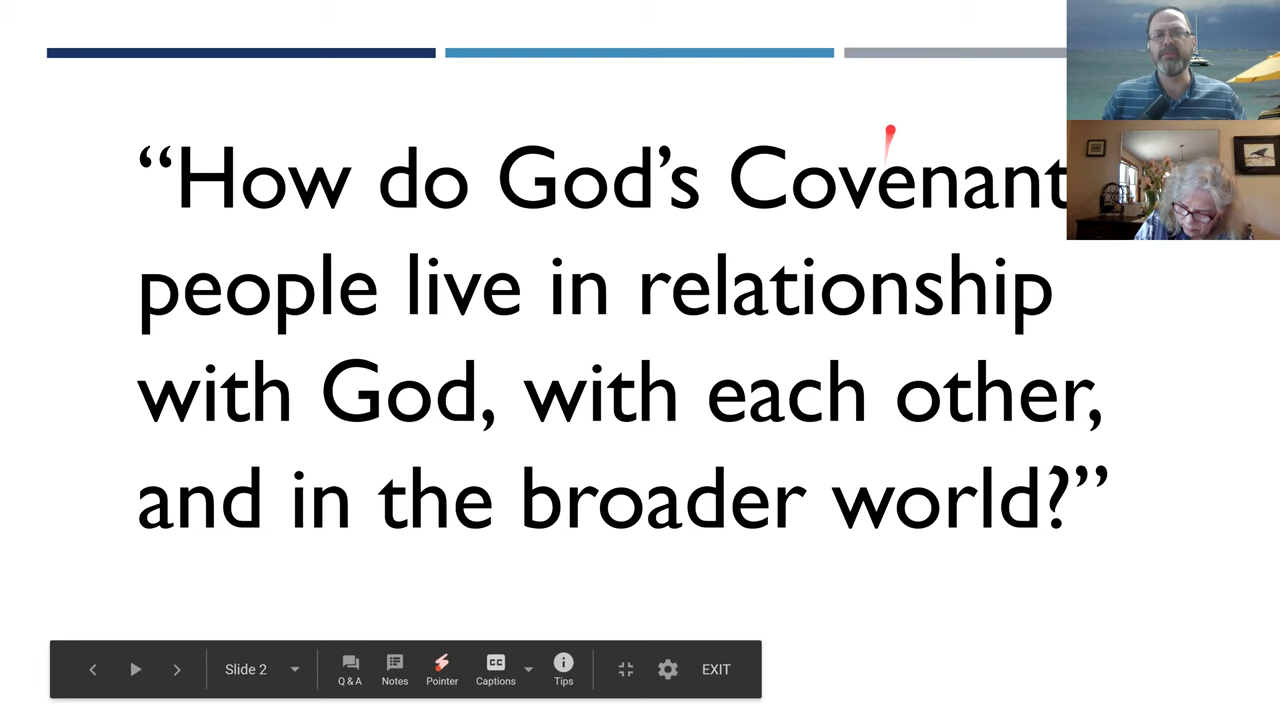 “How do God’s Covenant
people live in relationship
with God, with each other,
and in the broader world?”
Slide 2
Q & A
Notes
Pointer
CC
Captions
Tips
EXIT